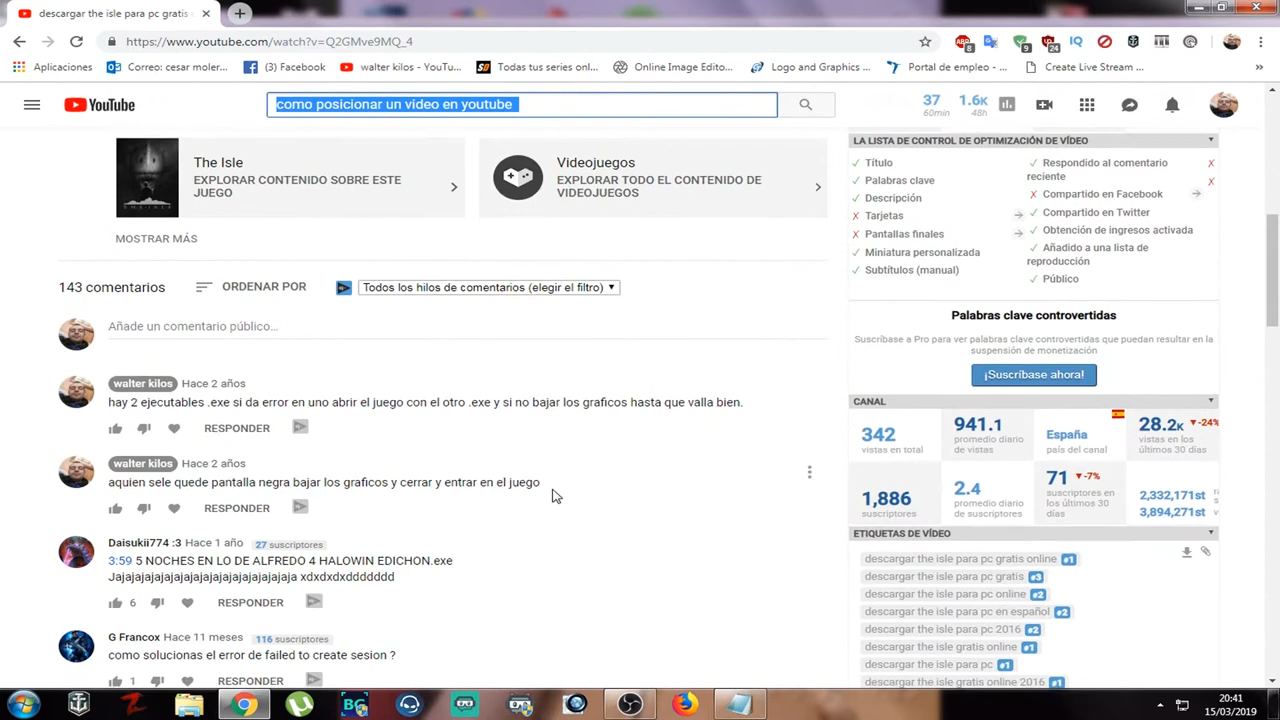 descargar the isle para pc gratis
https://www.youtube.com/watch?v=Q2GMve9MQ_4
8
9
24
IQ
Aplicaciones
Correo: cesar moler...
(3) Facebook
walter kilos - YouTu...
Todas tus series onl...
Online Image Edito...
Logo and Graphics ...
Portal de empleo - ...
Create Live Stream ...
»
YouTube
como posicionar un video en youtube
37
60min
1.6K
48h
The Isle
EXPLORAR CONTENIDO SOBRE ESTE
JUEGO
Videojuegos
EXPLORAR TODO EL CONTENIDO DE
VIDEOJUEGOS
MOSTRAR MÁS
143 comentarios
ORDENAR POR
Todos los hilos de comentarios (elegir el filtro)
Añade un comentario público...
walter kilos Hace 2 años
hay 2 ejecutables .exe si da error en uno abrir el juego con el otro .exe y si no bajar los graficos hasta que valla bien.
RESPONDER
walter kilos Hace 2 años
aquien sele quede pantalla negra bajar los graficos y cerrar y entrar en el juego
RESPONDER
Daisukii774 :3 Hace 1 año 27 suscriptores
3:59 5 NOCHES EN LO DE ALFREDO 4 HALOWIN EDICHON.exe
Jajajajajajajajajajajajajajajajajaja xdxdxdxddddddd
6 RESPONDER
G Francox Hace 11 meses 116 suscriptores
como solucionas el error de failed to create sesion ?
1 RESPONDER
LA LISTA DE CONTROL DE OPTIMIZACIÓN DE VÍDEO
Título
Palabras clave
Descripción
Tarjetas
Pantallas finales
Miniatura personalizada
Subtítulos (manual)
Respondido al comentario
reciente
Compartido en Facebook
Compartido en Twitter
Obtención de ingresos activada
Añadido a una lista de
reproducción
Público
Palabras clave controvertidas
Suscríbase a Pro para ver palabras clave controvertidas que puedan resultar en la
suspensión de monetización
¡Suscríbase ahora!
CANAL
342
vistas en total
941.1
promedio diario
de vistas
España
país del canal
28.2K -24%
vistas en los
últimos 30 días
1,886
suscriptores
2.4
promedio diario
de suscriptores
71 -7%
suscriptores en
los últimos 30
días
2,332,171st
3,894,271st
ETIQUETAS DE VÍDEO
descargar the isle para pc gratis online #1
descargar the isle para pc gratis #3
descargar the isle para pc online #2
descargar the isle para pc en español #2
descargar the isle para pc 2016 #2
descargar the isle gratis online #1
descargar the isle para pc #1
descargar the isle gratis online 2016 #1
20:41
15/03/2019